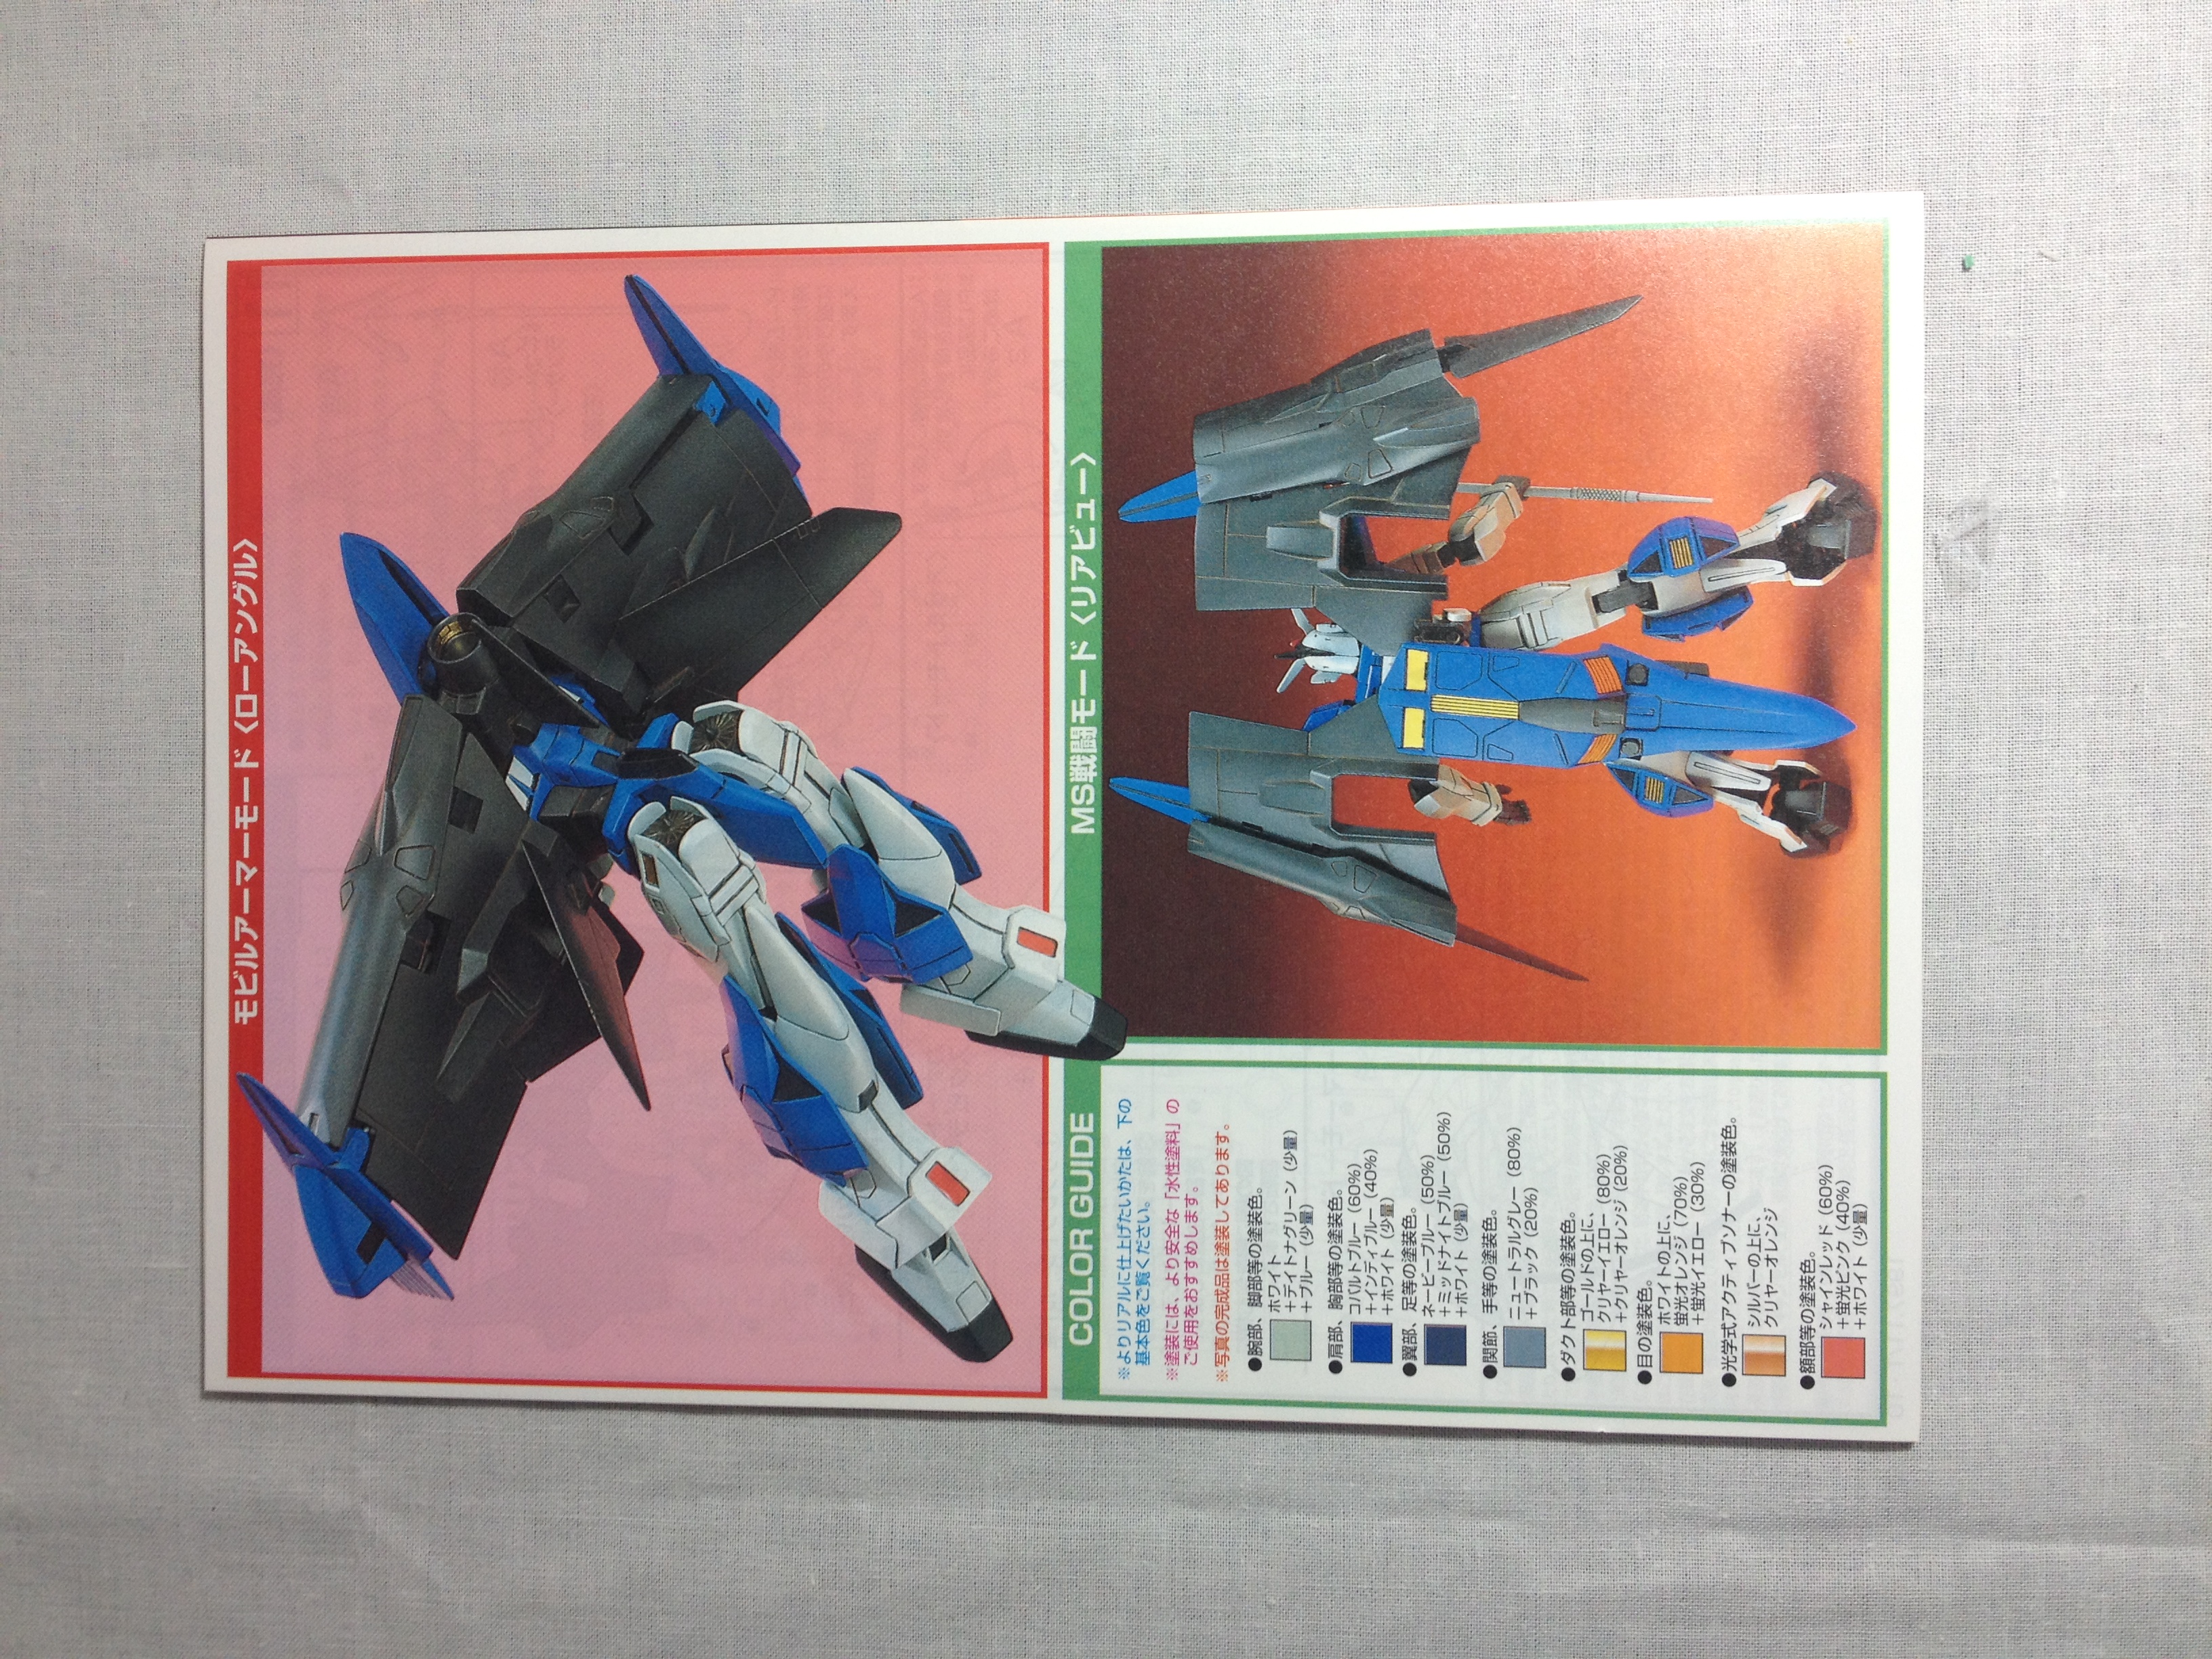 モビルアーマーモード〈ローアングル〉
MS戦闘モード〈リアビュー〉
COLOR GUIDE
※よりリアルに仕上げたいかたは、下の
基本色をご覧ください。
※塗装には、より安全な「水性塗料」の
ご使用をおすすめします。
※写真の完成品は塗装してあります。
●腕部、脚部等の塗装色。
ホワイト
＋デイトナグリーン（少量）
＋ブルー（少量）
●肩部、胸部等の塗装色。
コバルトブルー（60%）
＋インディブルー（40%）
＋ホワイト（少量）
●翼部、足等の塗装色。
ネービーブルー（50%）
＋ミッドナイトブルー（50%）
＋ホワイト（少量）
●関節、手等の塗装色。
ニュートラルグレー（80%）
＋ブラック（20%）
●ダクト部等の塗装色。
ゴールドの上に、
クリヤーイエロー（80%）
＋クリヤーオレンジ（20%）
●目の塗装色。
ホワイトの上に、
蛍光オレンジ（70%）
＋蛍光イエロー（30%）
●光学式アクティブソナーの塗装色。
シルバーの上に、
クリヤーオレンジ
●額部等の塗装色。
シャインレッド（60%）
＋蛍光ピンク（40%）
＋ホワイト（少量）